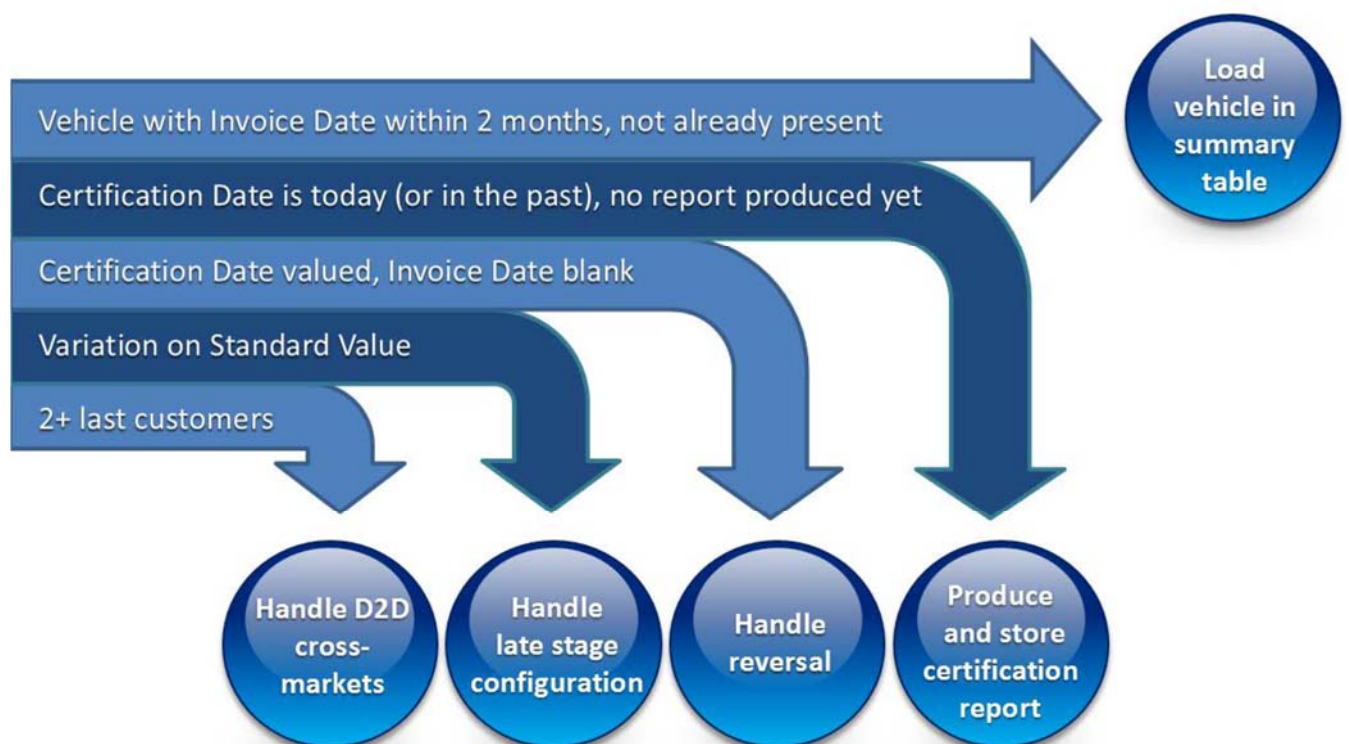 Vehicle with Invoice Date within 2 months, not already present
Load
vehicle in
summary
table
Certification Date is today (or in the past), no report produced yet
Certification Date valued, Invoice Date blank
Variation on Standard Value
2+ last customers
Handle D2D
cross-
markets
Handle
late stage
configuration
Handle
reversal
Produce
and store
certification
report